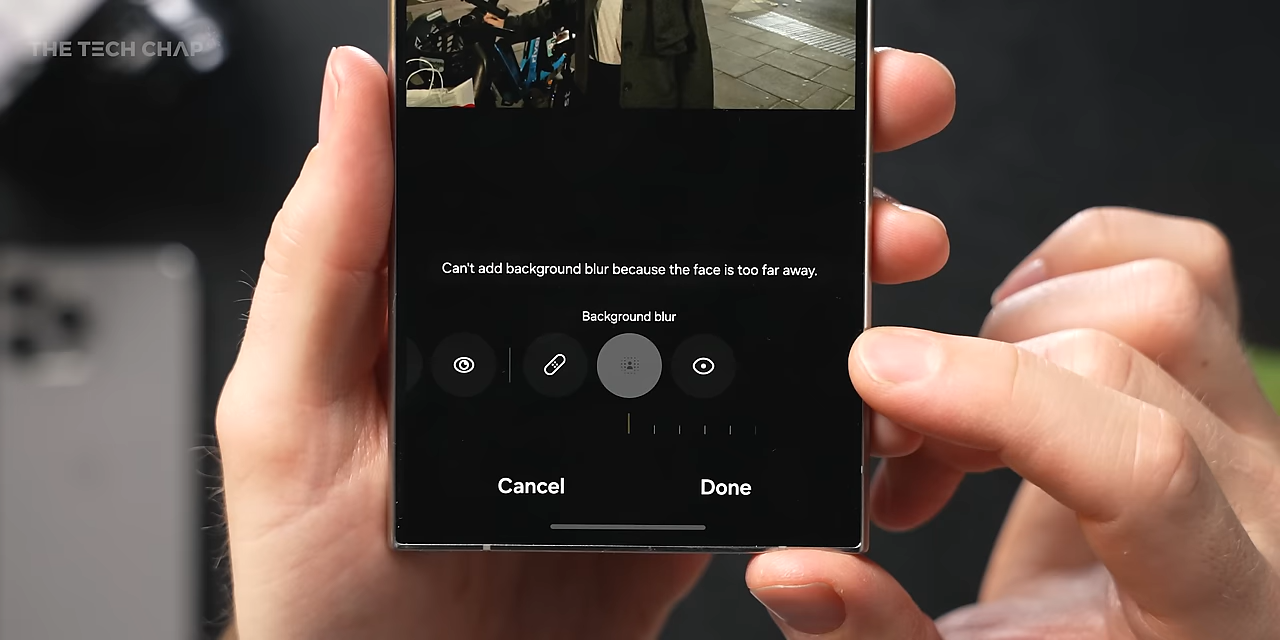 THE TECH CHAP
Can't add background blur because the face is too far away.
Background blur
Cancel
Done